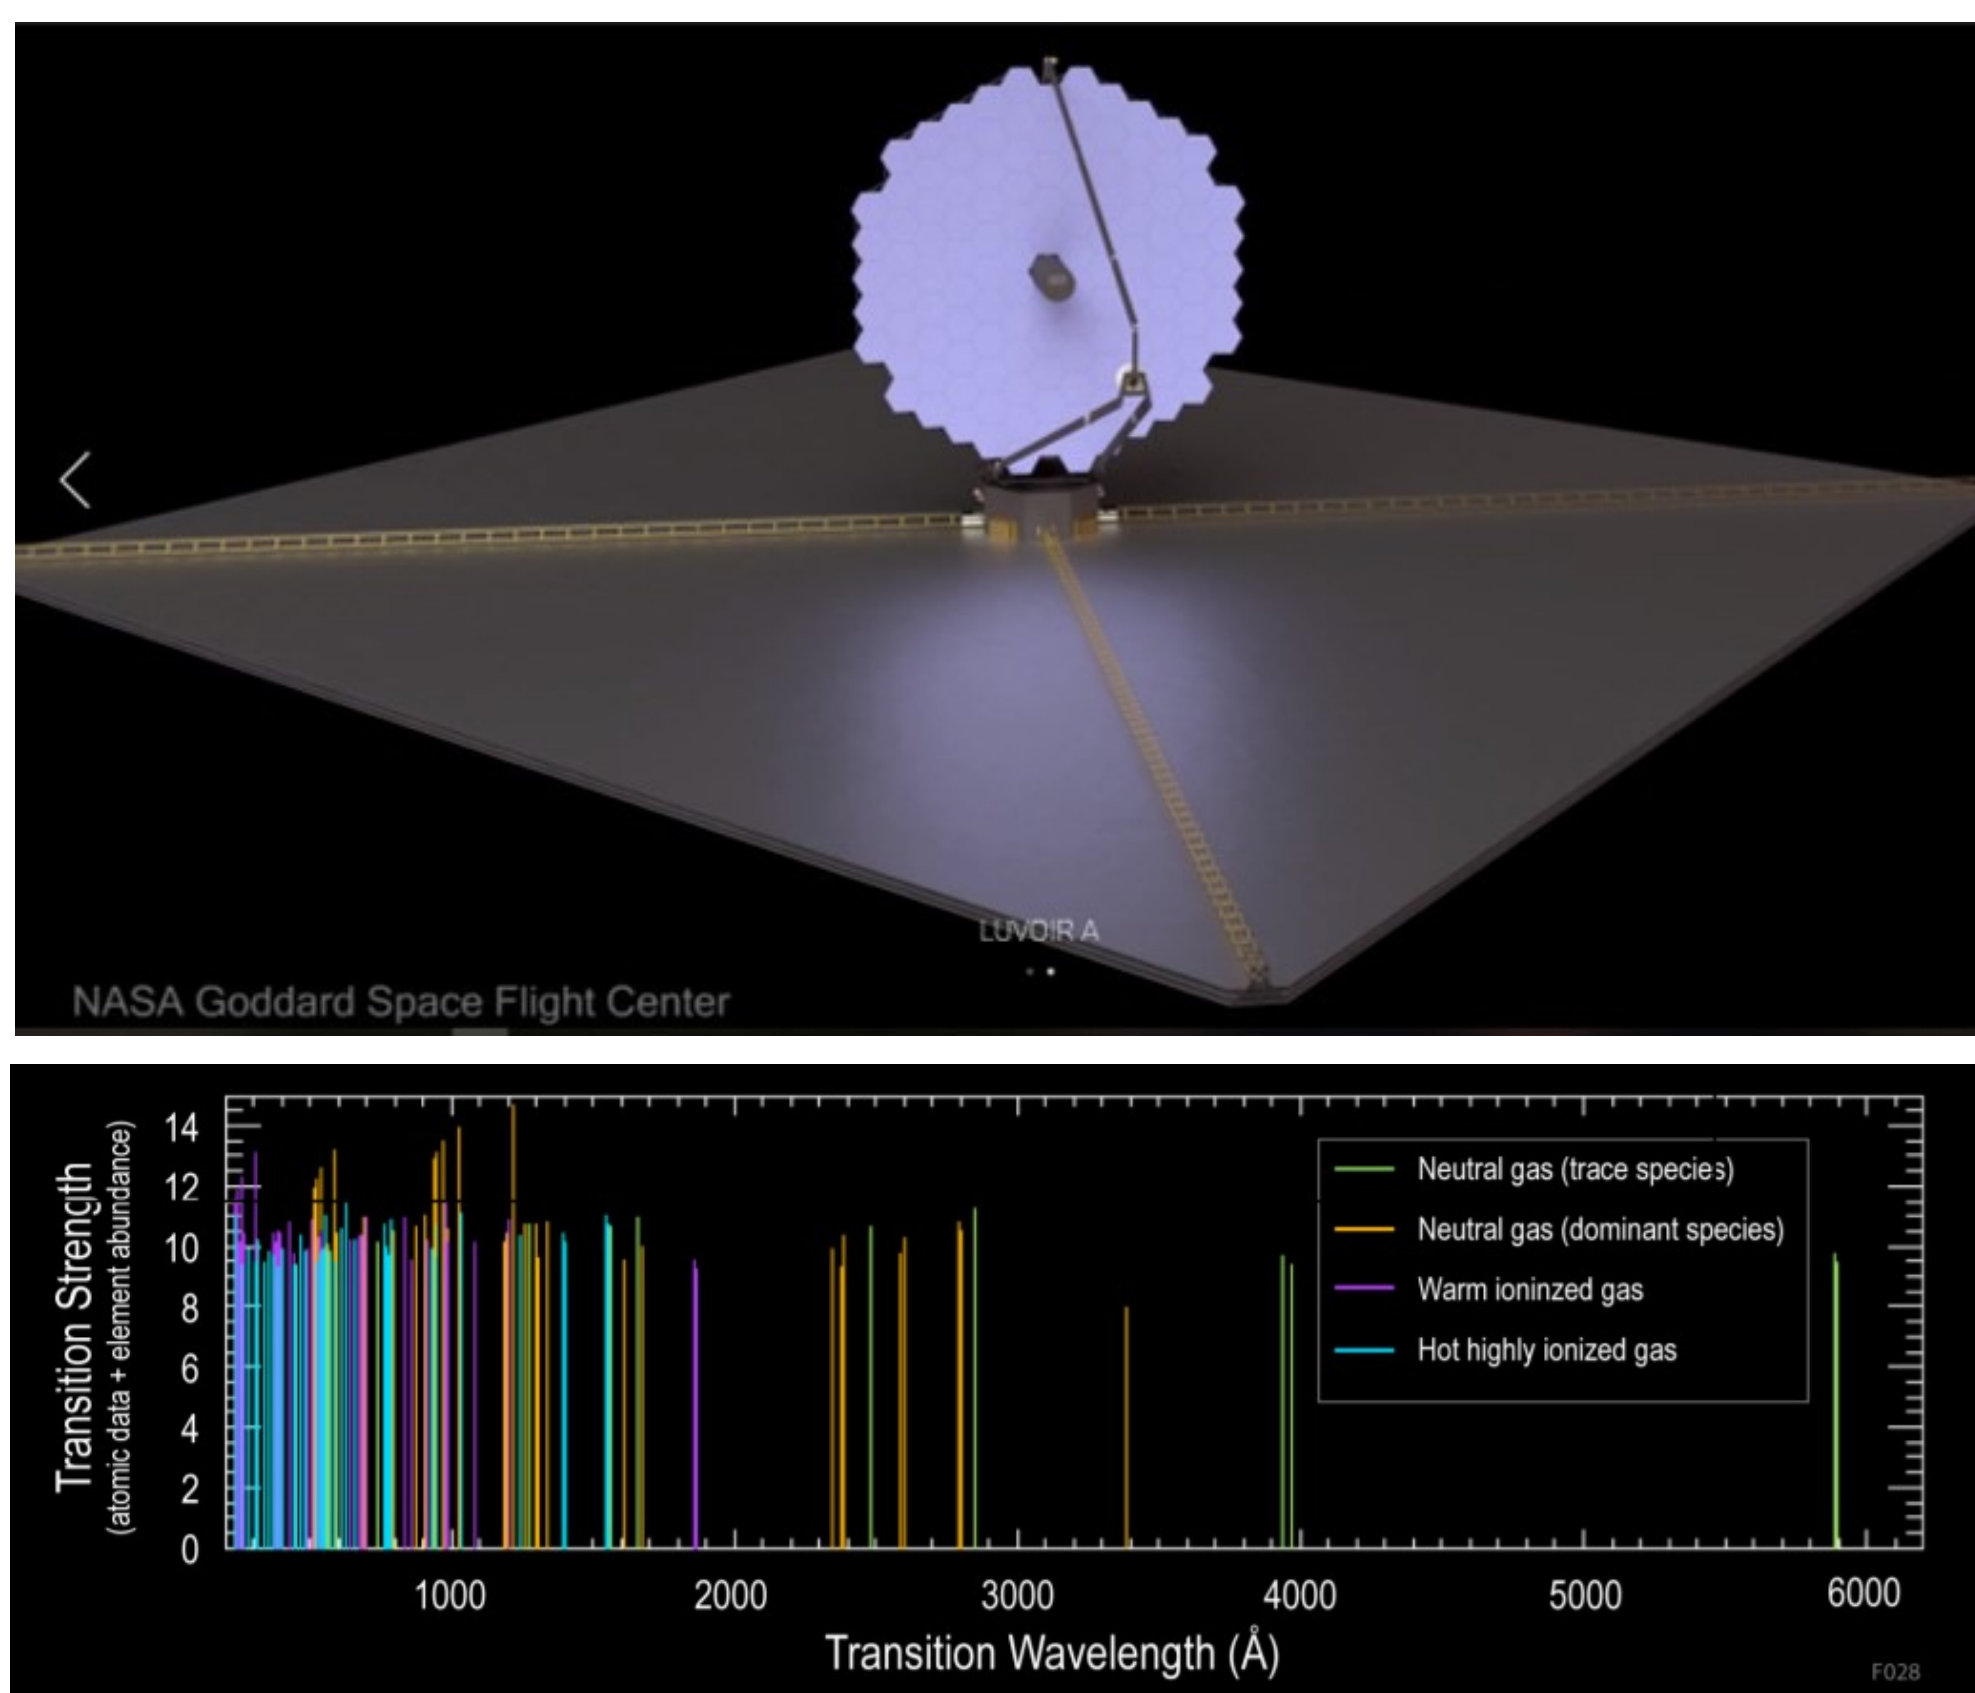 LUVOIR A
NASA Goddard Space Flight Center
Transition Strength
(atomic data + element abundance)
14
12
10
8
6
4
2
0
Neutral gas (trace species)
Neutral gas (dominant species)
Warm ioninzed gas
Hot highly ionized gas
1000 2000 3000 4000 5000 6000
Transition Wavelength (Å)
F028